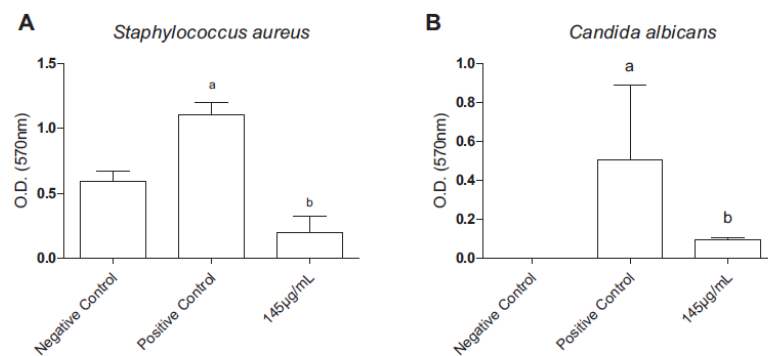 A
Staphylococcus aureus
O.D. (570nm)
1.5
1.0
0.5
0.0
a
b
Negative Control
Positive Control
145µg/mL
B
Candida albicans
O.D. (570nm)
1.0
0.8
0.6
0.4
0.2
0.0
a
b
Negative Control
Positive Control
145µg/mL